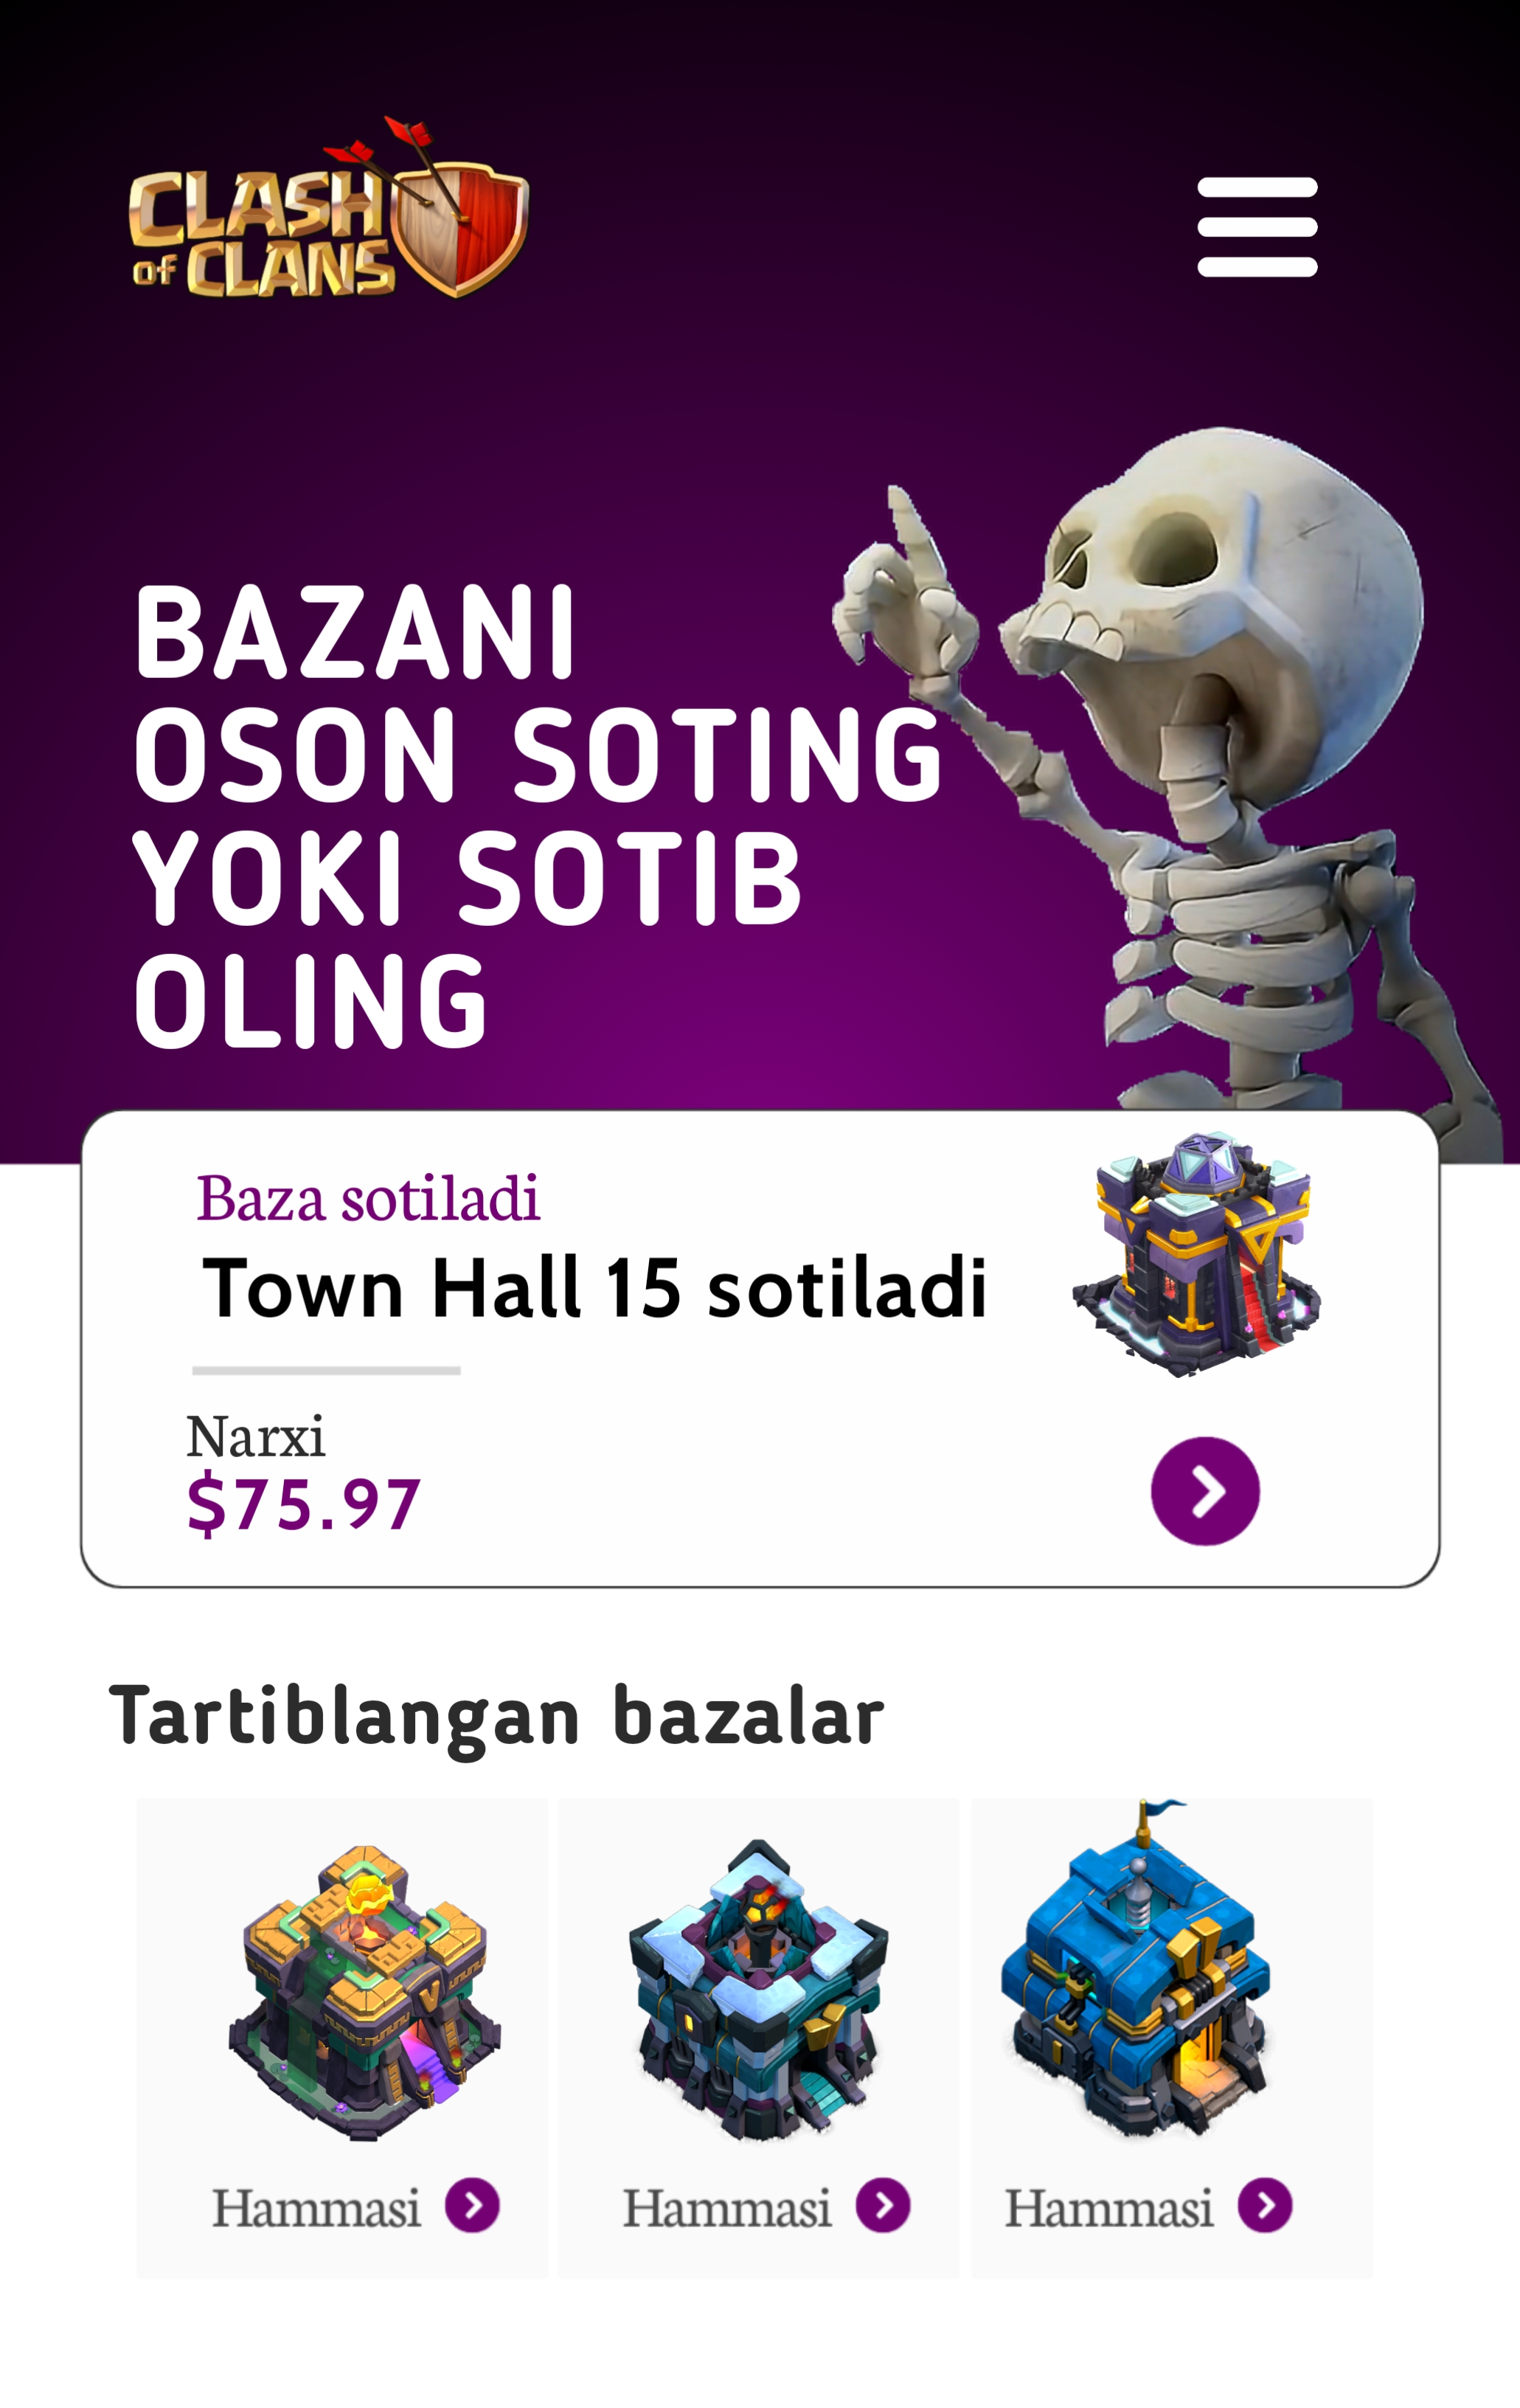 CLASH
OF CLANS
BAZANI
OSON SOTING
YOKI SOTIB
OLING
Baza sotiladi
Town Hall 15 sotiladi
Narxi
$75.97
Tartiblangan bazalar
Hammasi
Hammasi
Hammasi